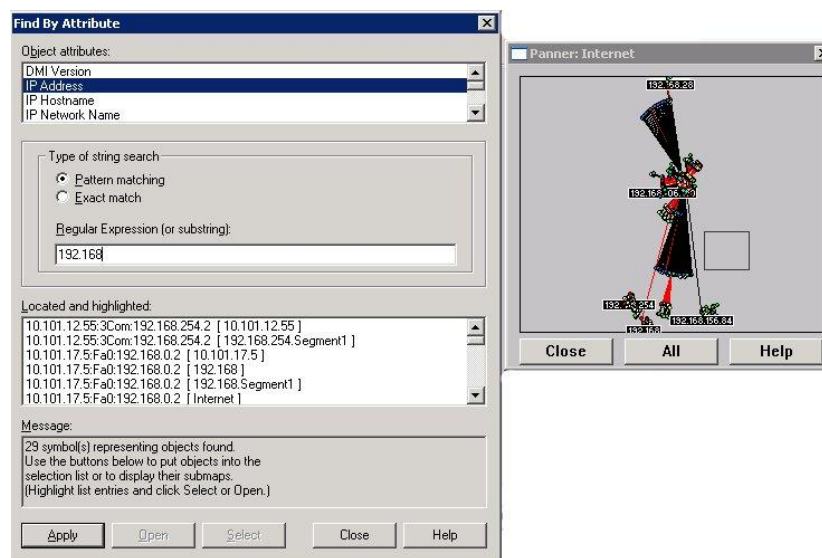 Find By Attribute
Object attributes:
DMI Version
IP Address
IP Hostname
IP Network Name
Type of string search
Pattern matching
Exact match
Regular Expression (or substring):
192.168
Located and highlighted:
10.101.12.55:3Com:192.168.254.2 [ 10.101.12.55 ]
10.101.12.55:3Com:192.168.254.2 [ 192.168.254.Segment1 ]
10.101.17.5:Fa0:192.168.0.2 [ 10.101.17.5 ]
10.101.17.5:Fa0:192.168.0.2 [ 192.168 ]
10.101.17.5:Fa0:192.168.0.2 [ 192.168.Segment1 ]
10.101.17.5:Fa0:192.168.0.2 [ Internet ]
Message:
29 symbol(s) representing objects found.
Use the buttons below to put objects into the
selection list or to display their submaps.
(Highlight list entries and click Select or Open.)
Apply Open Select Close Help
Panner: Internet
192.168.28
192.168.156.84
192.168
Close All Help